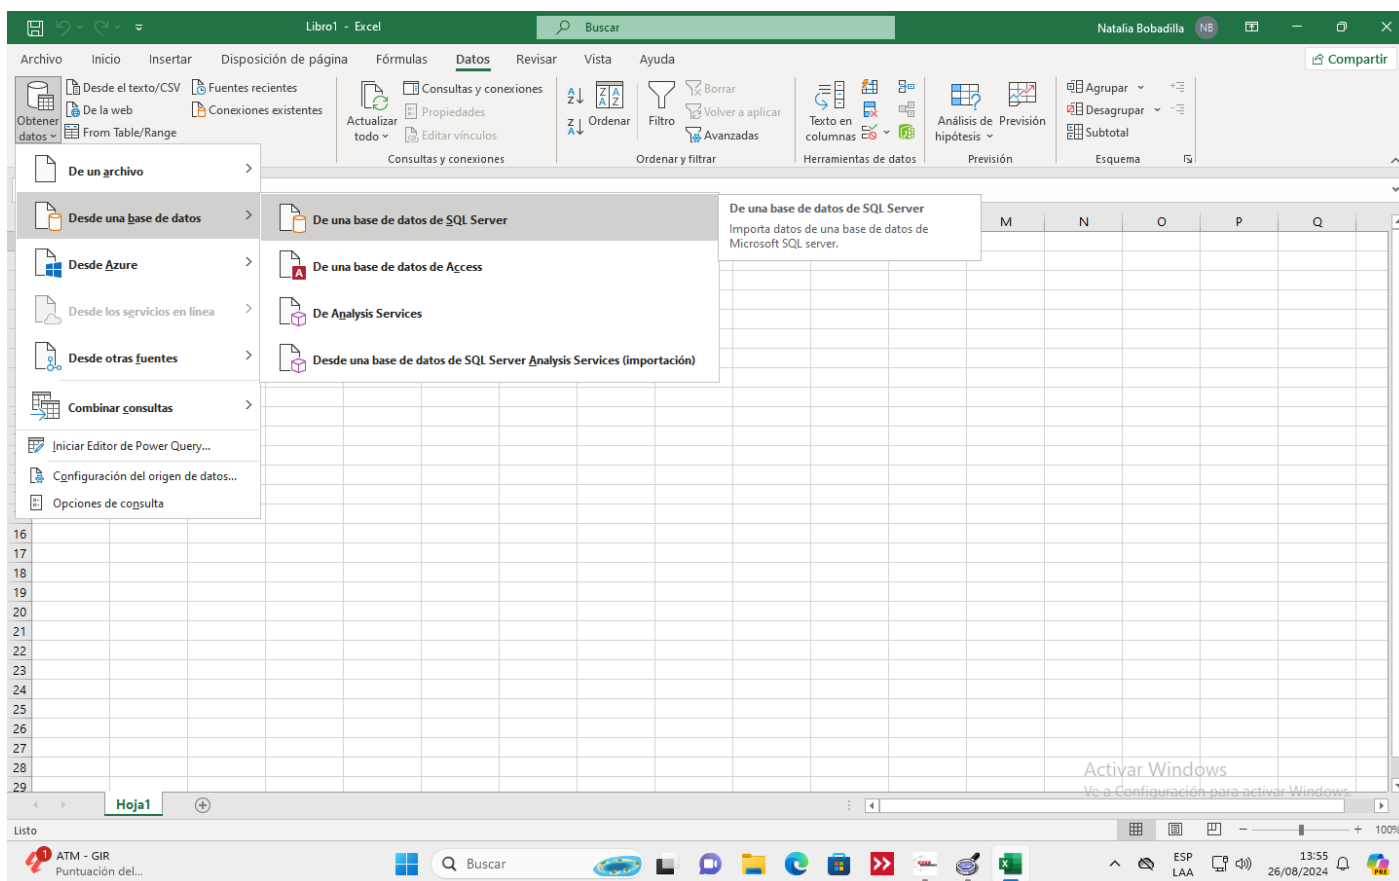 Libro1 - Excel
Buscar
Natalia Bobadilla NB
Archivo Inicio Insertar Disposición de página Fórmulas Datos Revisar Vista Ayuda
Compartir
Obtener datos
Desde el texto/CSV
De la web
From Table/Range
Fuentes recientes
Conexiones existentes
Actualizar todo
Consultas y conexiones
Propiedades
Editar vínculos
Consultas y conexiones
Ordenar
Filtro
Borrar
Volver a aplicar
Avanzadas
Ordenar y filtrar
Texto en columnas
Herramientas de datos
Análisis de hipótesis
Previsión
Previsión
Agrupar
Desagrupar
Subtotal
Esquema
De un archivo
Desde una base de datos
Desde Azure
Desde los servicios en línea
Desde otras fuentes
Combinar consultas
Iniciar Editor de Power Query...
Configuración del origen de datos...
Opciones de consulta
De una base de datos de SQL Server
De una base de datos de Access
De Analysis Services
Desde una base de datos de SQL Server Analysis Services (importación)
De una base de datos de SQL Server
Importa datos de una base de datos de
Microsoft SQL server.
M N O P Q
16
17
18
19
20
21
22
23
24
25
26
27
28
29
Activar Windows
Ve a Configuración para activar Windows.
Hoja1
Listo
100%
1
ATM - GIR
Puntuación del...
Buscar
PRE
ESP
LAA
13:55
26/08/2024